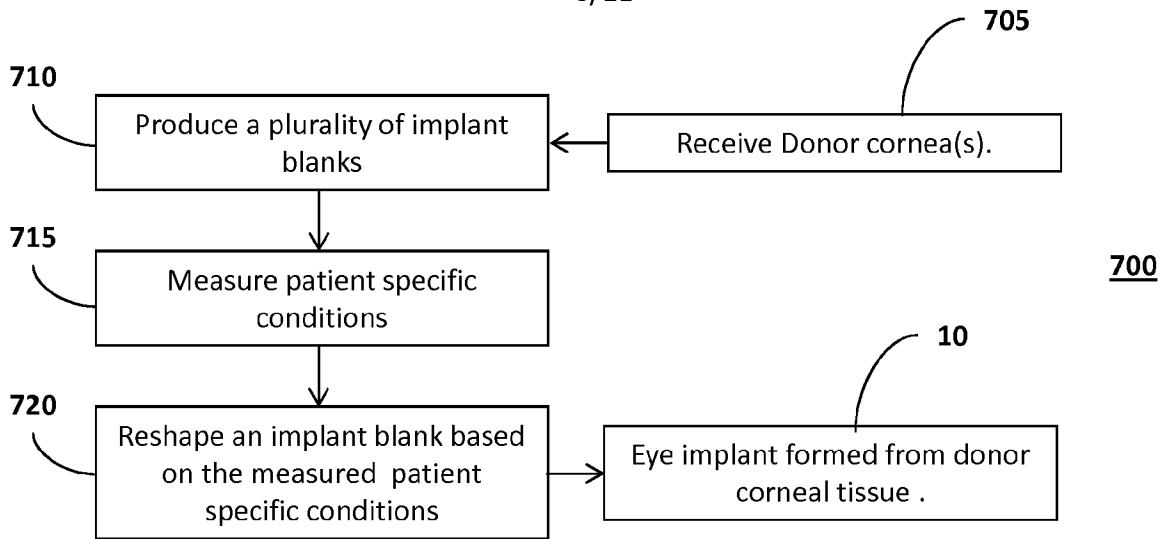 705
710
Produce a plurality of implant
blanks
Receive Donor cornea(s).
715
Measure patient specific
conditions
700
10
720
Reshape an implant blank based
on the measured patient
specific conditions
Eye implant formed from donor
corneal tissue .